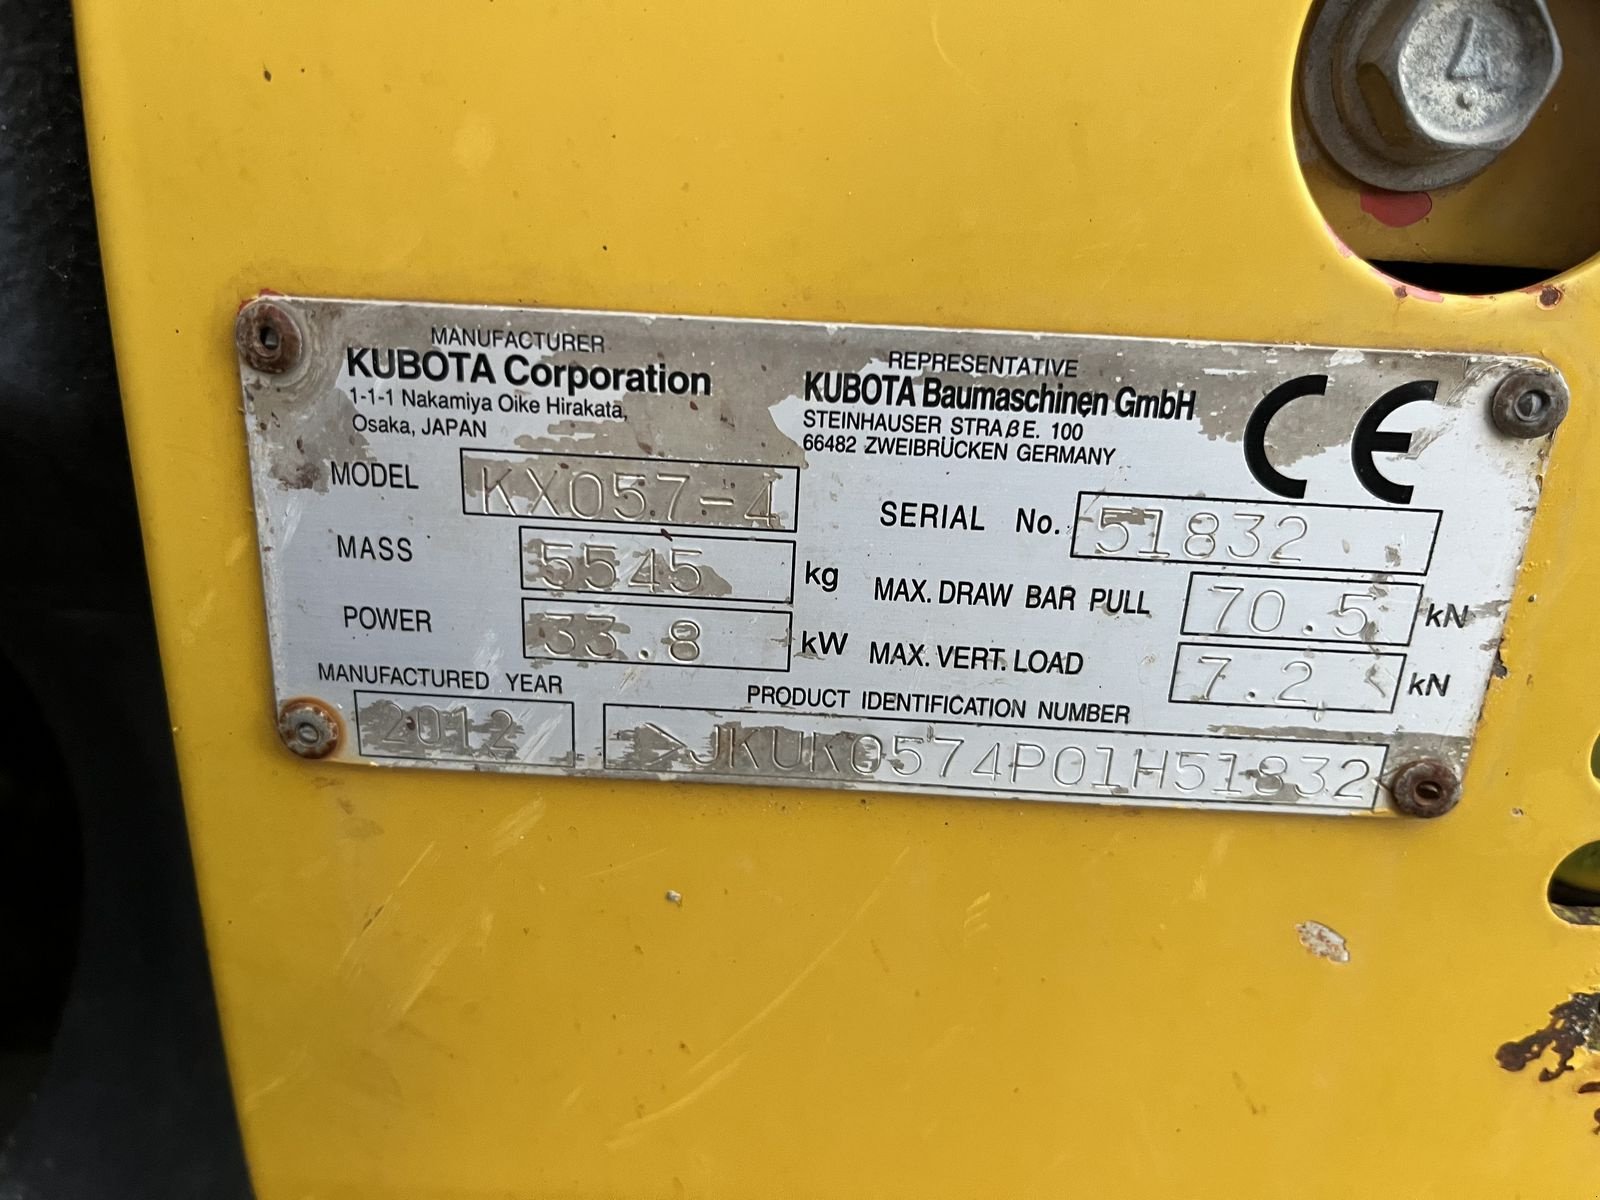 MANUFACTURER
KUBOTA Corporation
1-1-1 Nakamiya Oike Hirakata,
Osaka, JAPAN
REPRESENTATIVE
KUBOTA Baumaschinen GmbH
STEINHAUSER STRAßE. 100
66482 ZWEIBRÜCKEN GERMANY
CE
MODEL KX057-4
MASS 5545 kg
POWER 33.8 kW
MANUFACTURED YEAR
2012
SERIAL No. 51832
MAX. DRAW BAR PULL 70.5 kN
MAX. VERT. LOAD 7.2 kN
PRODUCT IDENTIFICATION NUMBER
>JKUK0574P01H51832<